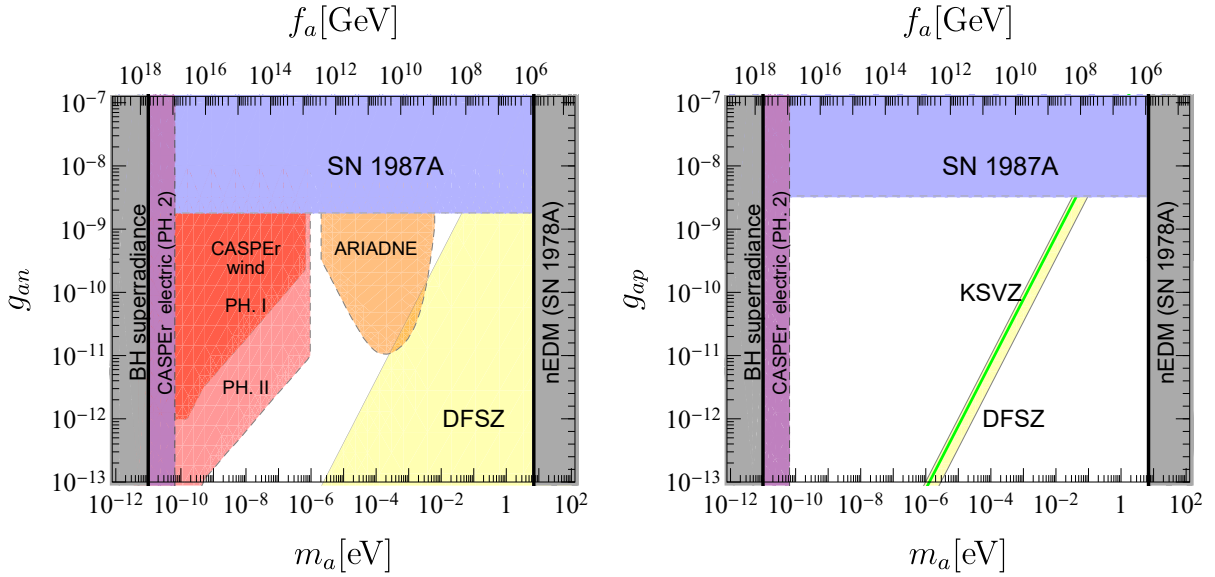 f_a[GeV]
10^18 10^16 10^14 10^12 10^10 10^8 10^6
10^-7
10^-8
10^-9
10^-10
10^-11
10^-12
10^-13
g_an
BH superradiance
CASPEr electric (PH. 2)
SN 1987A
CASPEr
wind
PH. I
PH. II
ARIADNE
DFSZ
nEDM (SN 1978A)
10^-12 10^-10 10^-8 10^-6 10^-4 10^-2 1 10^2
m_a[eV]
f_a[GeV]
10^18 10^16 10^14 10^12 10^10 10^8 10^6
10^-7
10^-8
10^-9
10^-10
10^-11
10^-12
10^-13
g_ap
BH superradiance
CASPEr electric (PH. 2)
SN 1987A
KSVZ
DFSZ
nEDM (SN 1978A)
10^-12 10^-10 10^-8 10^-6 10^-4 10^-2 1 10^2
m_a[eV]